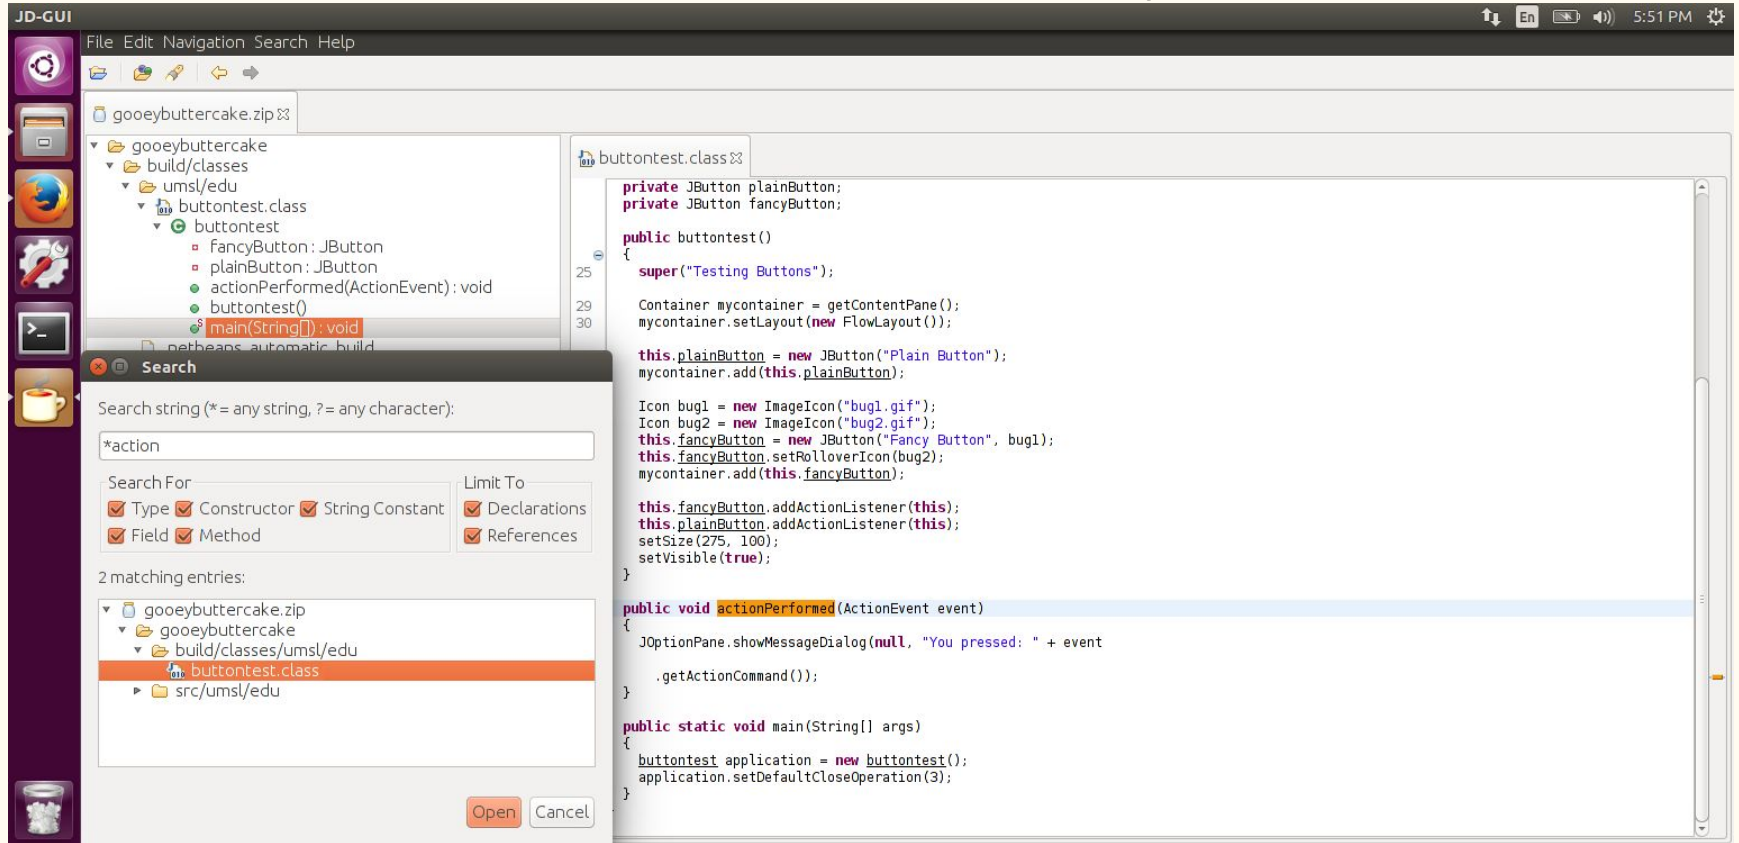 JD-GUI
En
5:51 PM
File Edit Navigation Search Help
gooeybuttercake.zip
gooeybuttercake
build/classes
umsl/edu
buttontest.class
buttontest
fancyButton : JButton
plainButton : JButton
actionPerformed(ActionEvent) : void
buttontest()
main(String[]) : void
netbeans_automatic_build
Search
Search string (* = any string, ? = any character):
*action
Search For
Limit To
Type Constructor String Constant
Declarations
Field Method
References
2 matching entries:
gooeybuttercake.zip
gooeybuttercake
build/classes/umsl/edu
buttontest.class
src/umsl/edu
Open Cancel
buttontest.class
private JButton plainButton;
private JButton fancyButton;
public buttontest()
{
25 super("Testing Buttons");
29 Container mycontainer = getContentPane();
30 mycontainer.setLayout(new FlowLayout());
this.plainButton = new JButton("Plain Button");
mycontainer.add(this.plainButton);
Icon bug1 = new ImageIcon("bug1.gif");
Icon bug2 = new ImageIcon("bug2.gif");
this.fancyButton = new JButton("Fancy Button", bug1);
this.fancyButton.setRolloverIcon(bug2);
mycontainer.add(this.fancyButton);
this.fancyButton.addActionListener(this);
this.plainButton.addActionListener(this);
setSize(275, 100);
setVisible(true);
}
public void actionPerformed(ActionEvent event)
{
JOptionPane.showMessageDialog(null, "You pressed: " + event
.getActionCommand());
}
public static void main(String[] args)
{
buttontest application = new buttontest();
application.setDefaultCloseOperation(3);
}